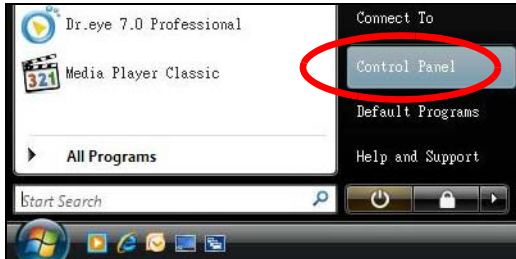 Dr.eye 7.0 Professional
321
Media Player Classic
All Programs
Start Search
Connect To
Control Panel
Default Programs
Help and Support